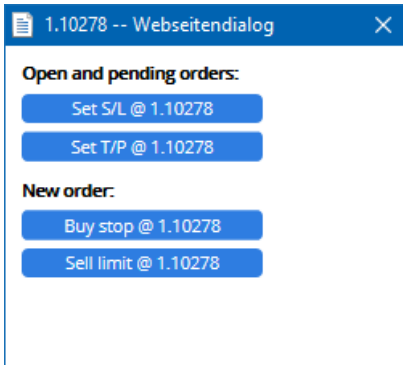 1.10278 -- Webseitendialog
Open and pending orders:
Set S/L @ 1.10278
Set T/P @ 1.10278
New order:
Buy stop @ 1.10278
Sell limit @ 1.10278